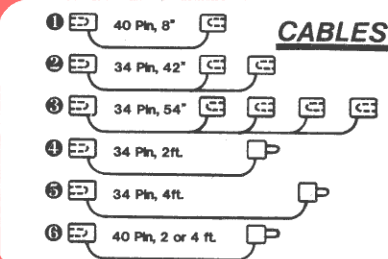 ❶ 40 Pin, 8"
CABLES
❷ 34 Pin, 42"
❸ 34 Pin, 54"
❹ 34 Pin, 2ft.
❺ 34 Pin, 4ft.
❻ 40 Pin, 2 or 4 ft.